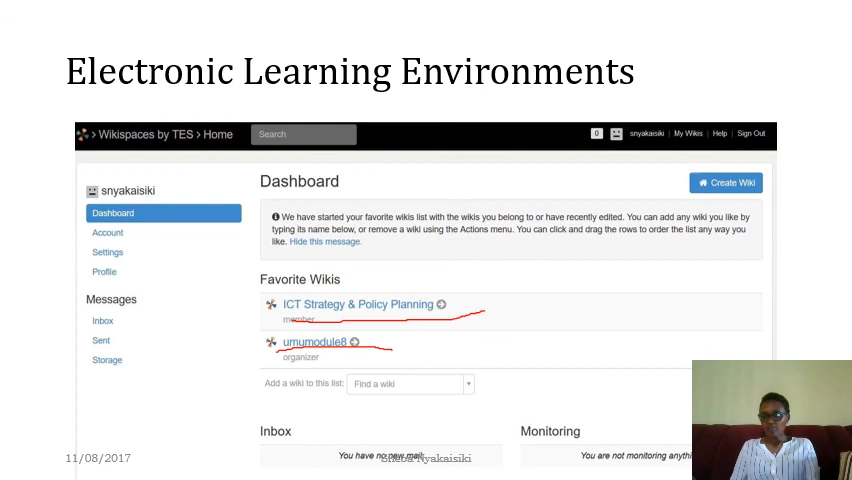 Electronic Learning Environments
> Wikispaces by TES > Home
Search
0
snyakaisiki | My Wikis | Help | Sign Out
snyakaisiki
Dashboard
Account
Settings
Profile
Messages
Inbox
Sent
Storage
Dashboard
Create Wiki
We have started your favorite wikis list with the wikis you belong to or have recently edited. You can add any wiki you like by
typing its name below, or remove a wiki using the Actions menu. You can click and drag the rows to order the list any way you
like. Hide this message.
Favorite Wikis
ICT Strategy & Policy Planning
member
umumodule8
organizer
Add a wiki to this list:
Find a wiki
Inbox
You have no new mail.
Monitoring
You are not monitoring anythi
11/08/2017
Sheba Nyakaisiki